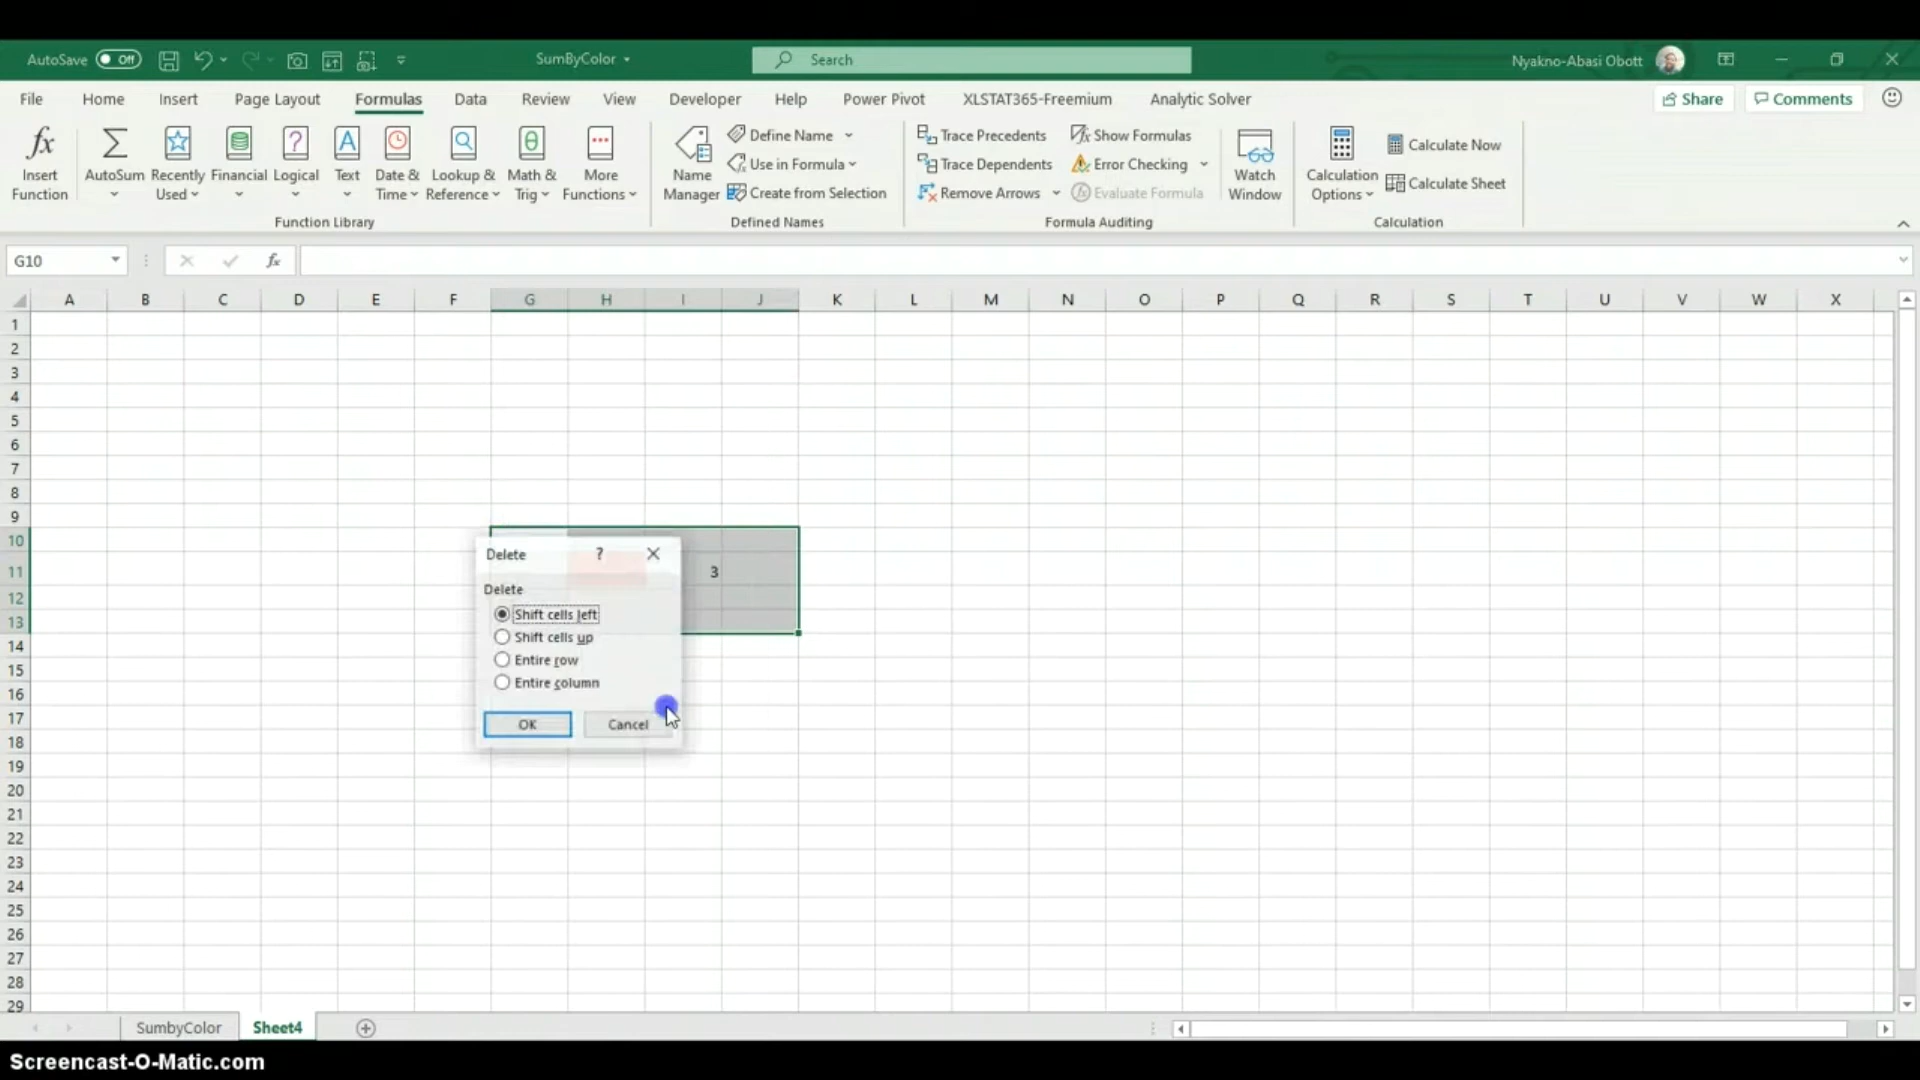 AutoSave Off SumByColor Search Nyakno-Abasi Obott
File Home Insert Page Layout Formulas Data Review View Developer Help Power Pivot XLSTAT365-Freemium Analytic Solver Share Comments
fx Insert Function
Σ AutoSum
Recently Used
Financial
? Logical
A Text
Date & Time
Lookup & Reference
θ Math & Trig
More Functions
Function Library
Name Manager
Define Name
Use in Formula
Create from Selection
Defined Names
Trace Precedents
Trace Dependents
Remove Arrows
Show Formulas
Error Checking
Evaluate Formula
Watch Window
Formula Auditing
Calculation Options
Calculate Now
Calculate Sheet
Calculation
G10 fx
A B C D E F G H I J K L M N O P Q R S T U V W X
1
2
3
4
5
6
7
8
9
10
11 3
12
13
14
15
16
17
18
19
20
21
22
23
24
25
26
27
28
29
Delete ?
Delete
Shift cells left
Shift cells up
Entire row
Entire column
OK Cancel
SumbyColor Sheet4
Screencast-O-Matic.com